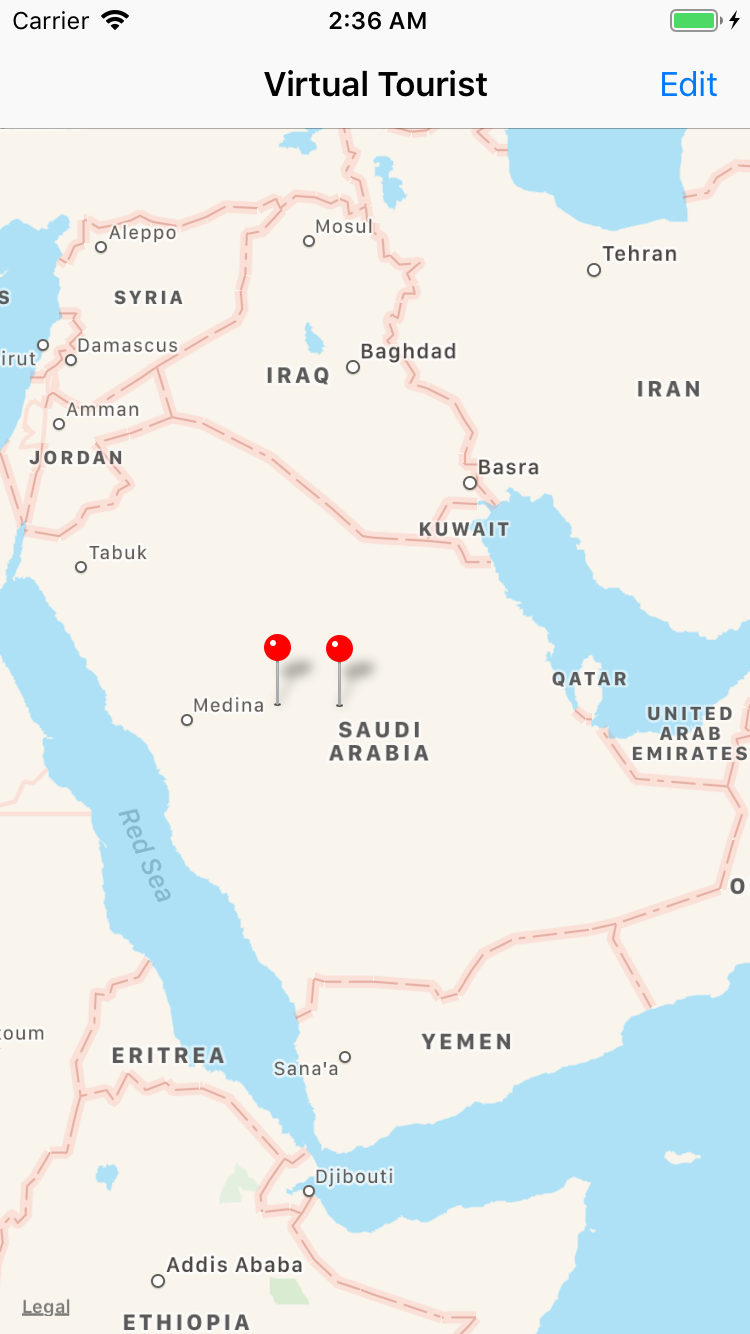 Carrier 2:36 AM
Virtual Tourist Edit
Aleppo
Mosul
Tehran
S
SYRIA
irut
Damascus
Baghdad
IRAQ
IRAN
Amman
JORDAN
Basra
KUWAIT
Tabuk
QATAR
Medina
UNITED
ARAB
EMIRATES
SAUDI
ARABIA
Red Sea
O
toum
YEMEN
ERITREA
Sana'a
Djibouti
Addis Ababa
Legal
ETHIOPIA